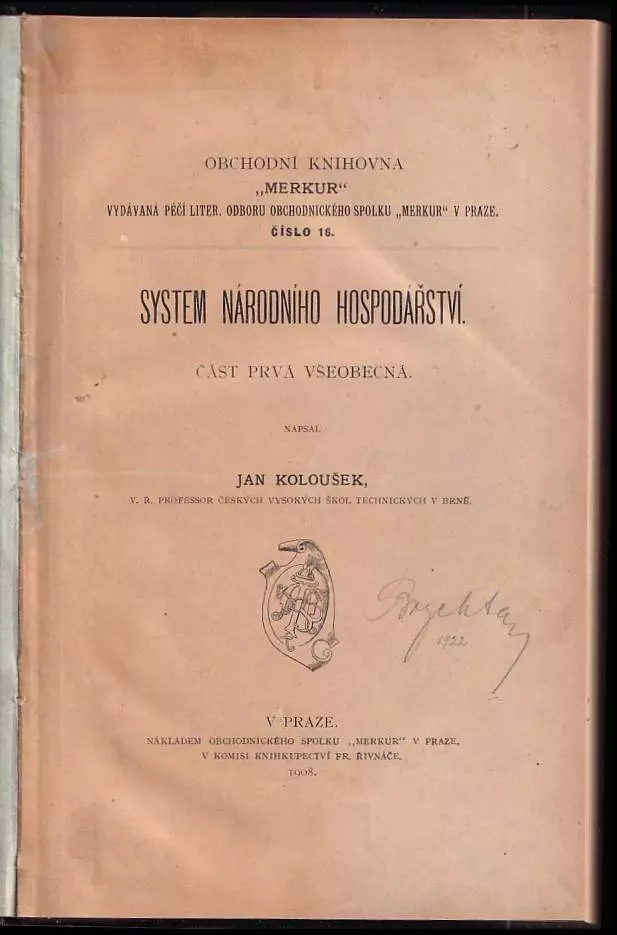 OBCHODNÍ KNIHOVNA
„MERKUR“
VYDÁVANÁ PÉČÍ LITER. ODBORU OBCHODNICKÉHO SPOLKU „MERKUR“ V PRAZE.
ČÍSLO 16.
SYSTEM NÁRODNÍHO HOSPODÁŘSTVÍ.
ČÁST PRVÁ VŠEOBECNÁ.
NAPSAL
JAN KOLOUŠEK,
V. Ř. PROFESSOR ČESKÝCH VYSOKÝCH ŠKOL TECHNICKÝCH V BRNĚ.
Brychta
1922
V PRAZE.
NÁKLADEM OBCHODNICKÉHO SPOLKU „MERKUR“ V PRAZE,
V KOMISI KNIHKUPECTVÍ FR. ŘIVNÁČE.
1908.